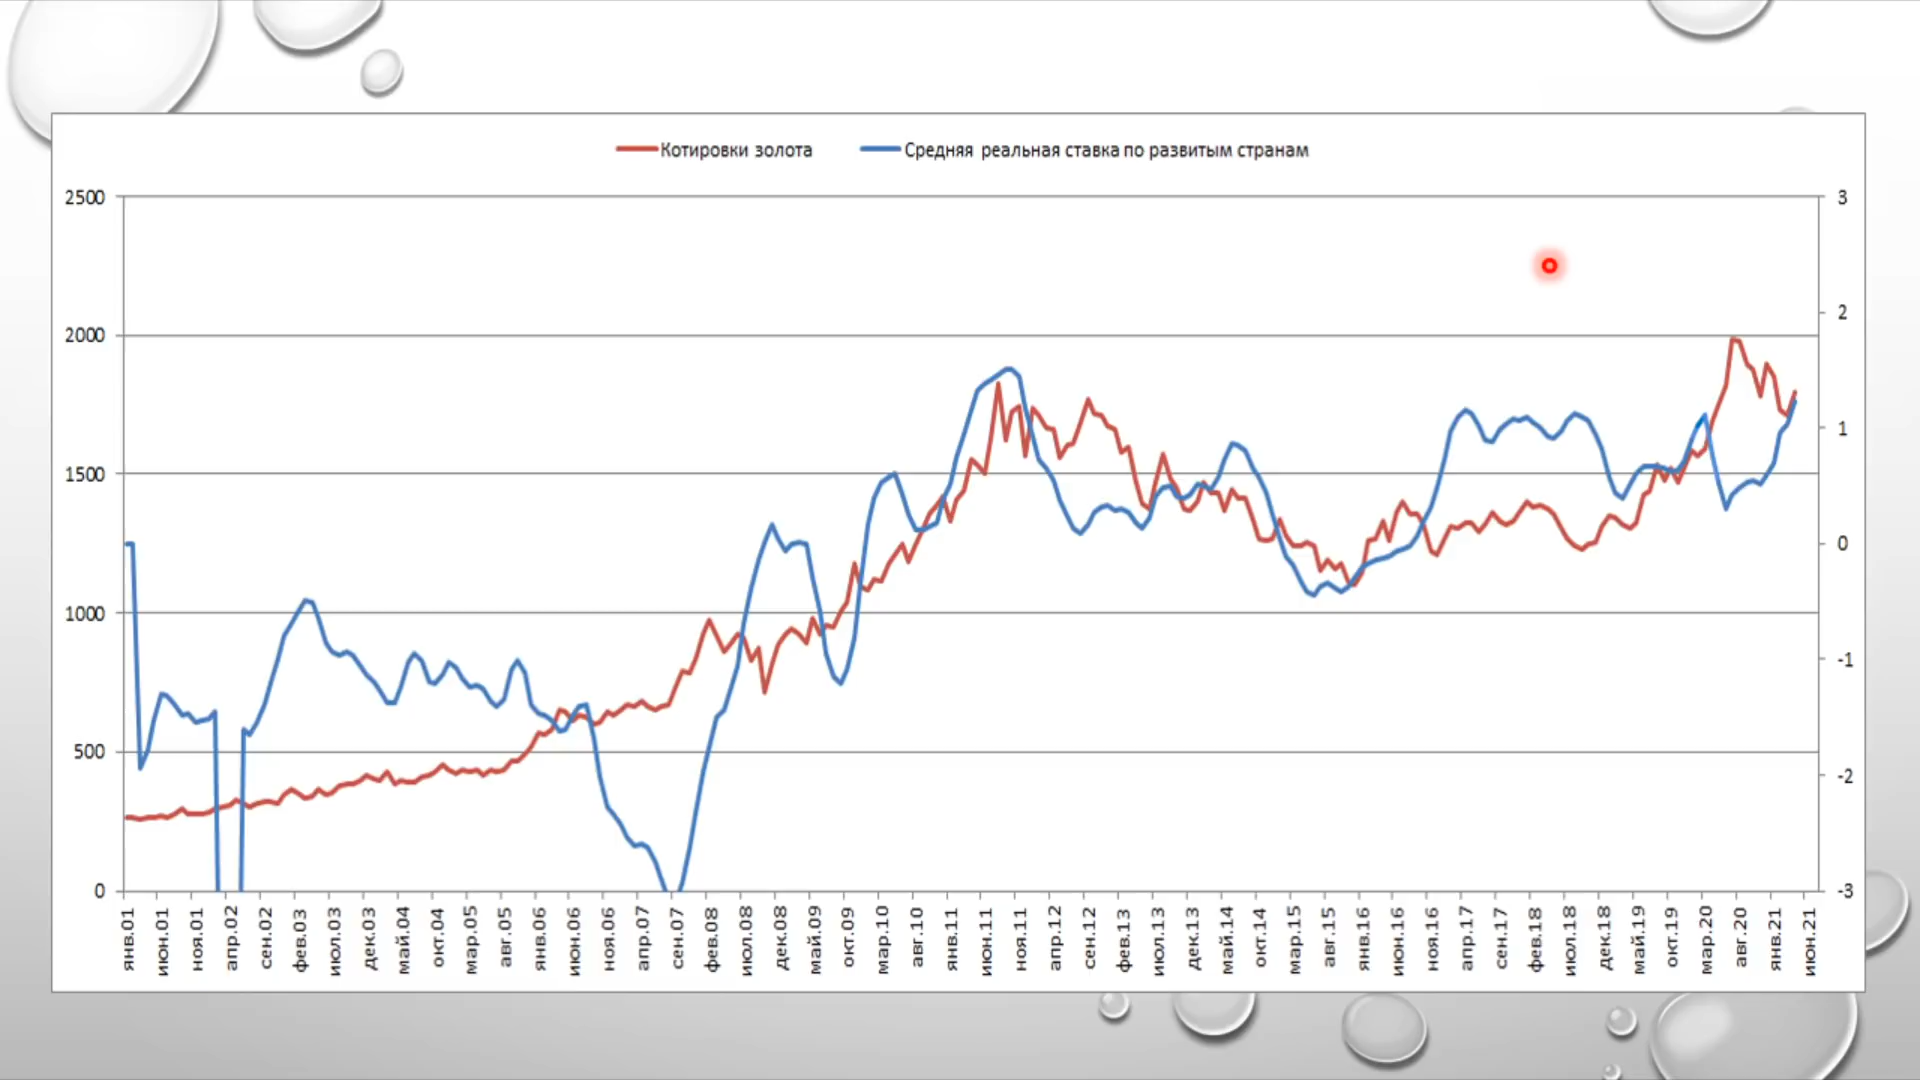 Котировки золота
Средняя реальная ставка по развитым странам
2500
2000
1500
1000
500
0
3
2
1
0
-1
-2
-3
янв.01
июн.01
ноя.01
апр.02
сен.02
фев.03
июл.03
дек.03
май.04
окт.04
мар.05
авг.05
янв.06
июн.06
ноя.06
апр.07
сен.07
фев.08
июл.08
дек.08
май.09
окт.09
мар.10
авг.10
янв.11
июн.11
ноя.11
апр.12
сен.12
фев.13
июл.13
дек.13
май.14
окт.14
мар.15
авг.15
янв.16
июн.16
ноя.16
апр.17
сен.17
фев.18
июл.18
дек.18
май.19
окт.19
мар.20
авг.20
янв.21
июн.21